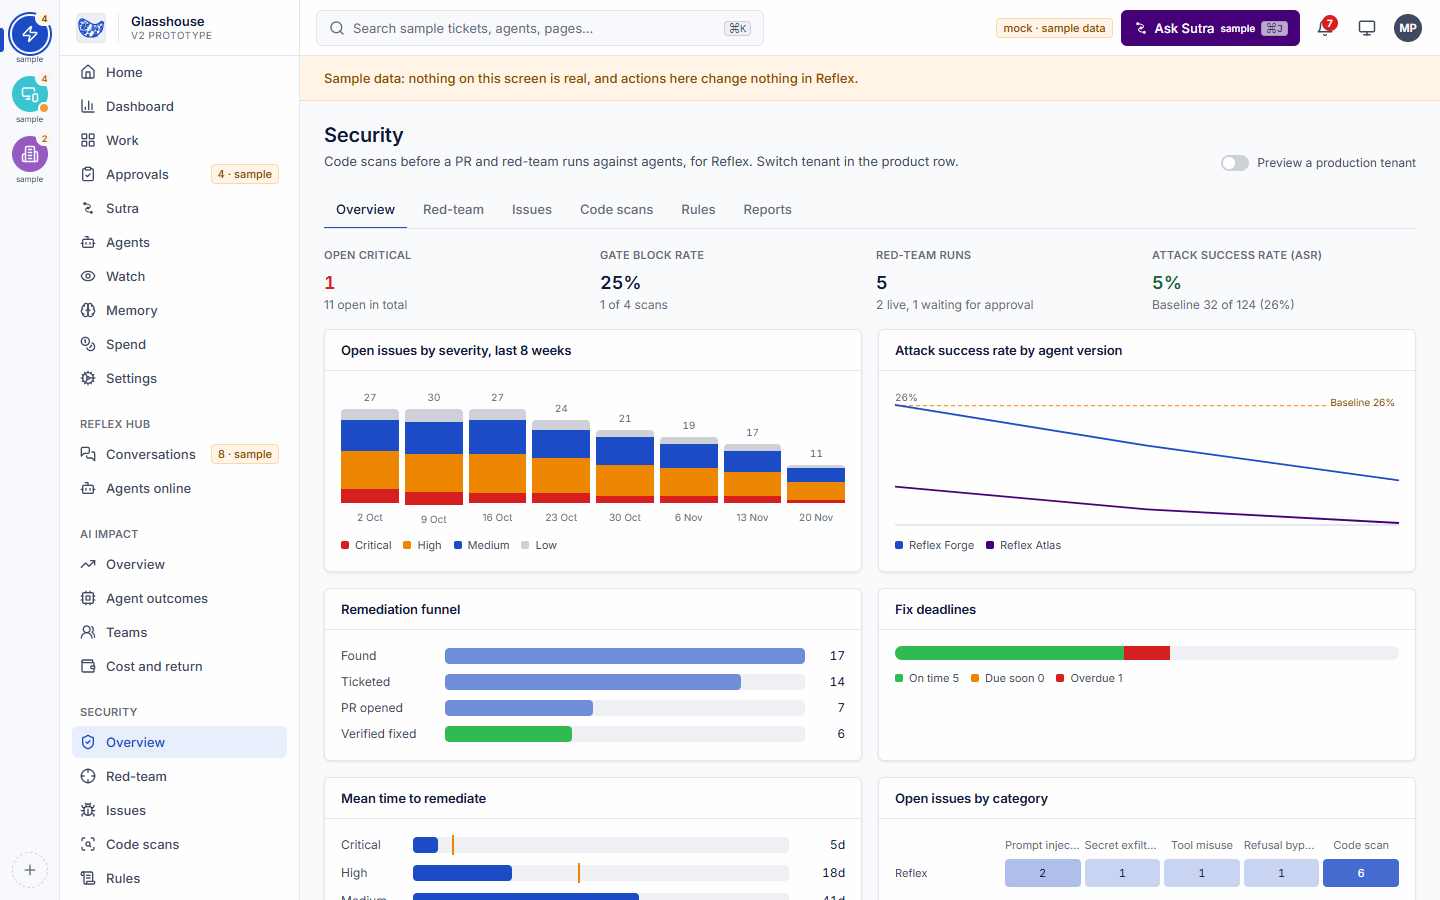 4
sample
4
sample
2
sample
Glasshouse
V2 PROTOTYPE
Search sample tickets, agents, pages...
⌘K
mock · sample data
Ask Sutra sample ⌘J
7
MP
Home
Dashboard
Work
Approvals
4 · sample
Sutra
Agents
Watch
Memory
Spend
Settings
REFLEX HUB
Conversations
8 · sample
Agents online
AI IMPACT
Overview
Agent outcomes
Teams
Cost and return
SECURITY
Overview
Red-team
Issues
Code scans
Rules
Sample data: nothing on this screen is real, and actions here change nothing in Reflex.
Security
Code scans before a PR and red-team runs against agents, for Reflex. Switch tenant in the product row.
Preview a production tenant
Overview Red-team Issues Code scans Rules Reports
OPEN CRITICAL
1
11 open in total
GATE BLOCK RATE
25%
1 of 4 scans
RED-TEAM RUNS
5
2 live, 1 waiting for approval
ATTACK SUCCESS RATE (ASR)
5%
Baseline 32 of 124 (26%)
Open issues by severity, last 8 weeks
27 30 27 24 21 19 17 11
2 Oct 9 Oct 16 Oct 23 Oct 30 Oct 6 Nov 13 Nov 20 Nov
Critical High Medium Low
Attack success rate by agent version
26%
Baseline 26%
Reflex Forge Reflex Atlas
Remediation funnel
Found 17
Ticketed 14
PR opened 7
Verified fixed 6
Fix deadlines
On time 5 Due soon 0 Overdue 1
Mean time to remediate
Critical 5d
High 18d
Medium 41d
Open issues by category
Prompt injec... Secret exfilt... Tool misuse Refusal byp... Code scan
Reflex 2 1 1 1 6